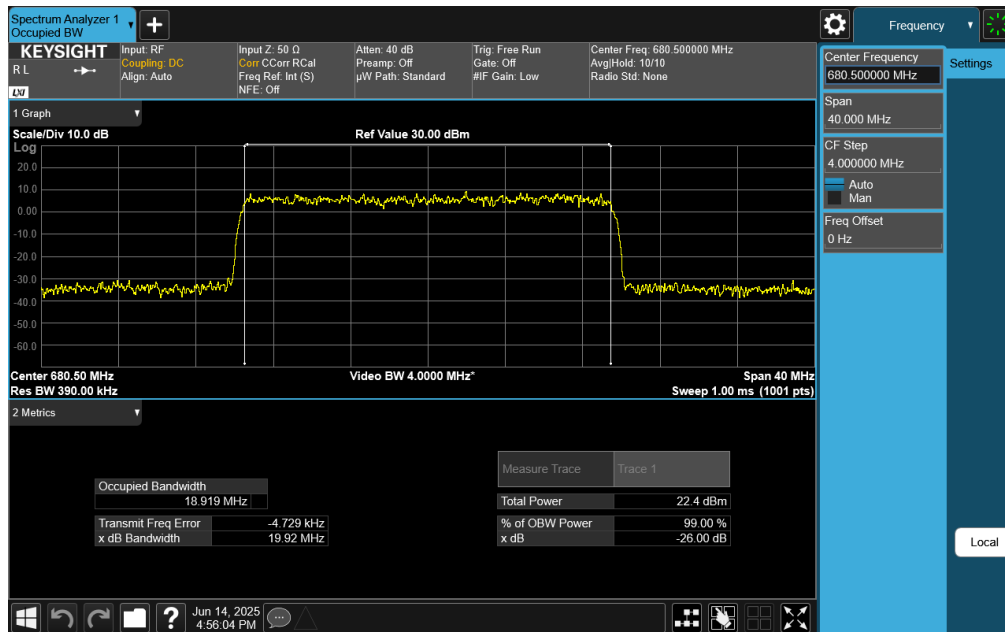 Spectrum Analyzer 1
Occupied BW
Frequency
KEYSIGHT
R L
LXI
Input: RF
Coupling: DC
Align: Auto
Input Z: 50 Ω
Corr CCorr RCal
Freq Ref: Int (S)
NFE: Off
Atten: 40 dB
Preamp: Off
µW Path: Standard
Trig: Free Run
Gate: Off
#IF Gain: Low
Center Freq: 680.500000 MHz
Avg|Hold: 10/10
Radio Std: None
Center Frequency
680.500000 MHz
Settings
Span
40.000 MHz
CF Step
4.000000 MHz
Auto
Man
Freq Offset
0 Hz
Local
1 Graph
Scale/Div 10.0 dB
Ref Value 30.00 dBm
Log
20.0
10.0
0.00
-10.0
-20.0
-30.0
-40.0
-50.0
-60.0
Center 680.50 MHz
Video BW 4.0000 MHz*
Span 40 MHz
Res BW 390.00 kHz
Sweep 1.00 ms (1001 pts)
2 Metrics
Measure Trace
Trace 1
Occupied Bandwidth
18.919 MHz
Total Power
22.4 dBm
Transmit Freq Error
-4.729 kHz
% of OBW Power
99.00 %
x dB Bandwidth
19.92 MHz
x dB
-26.00 dB
Jun 14, 2025
4:56:04 PM